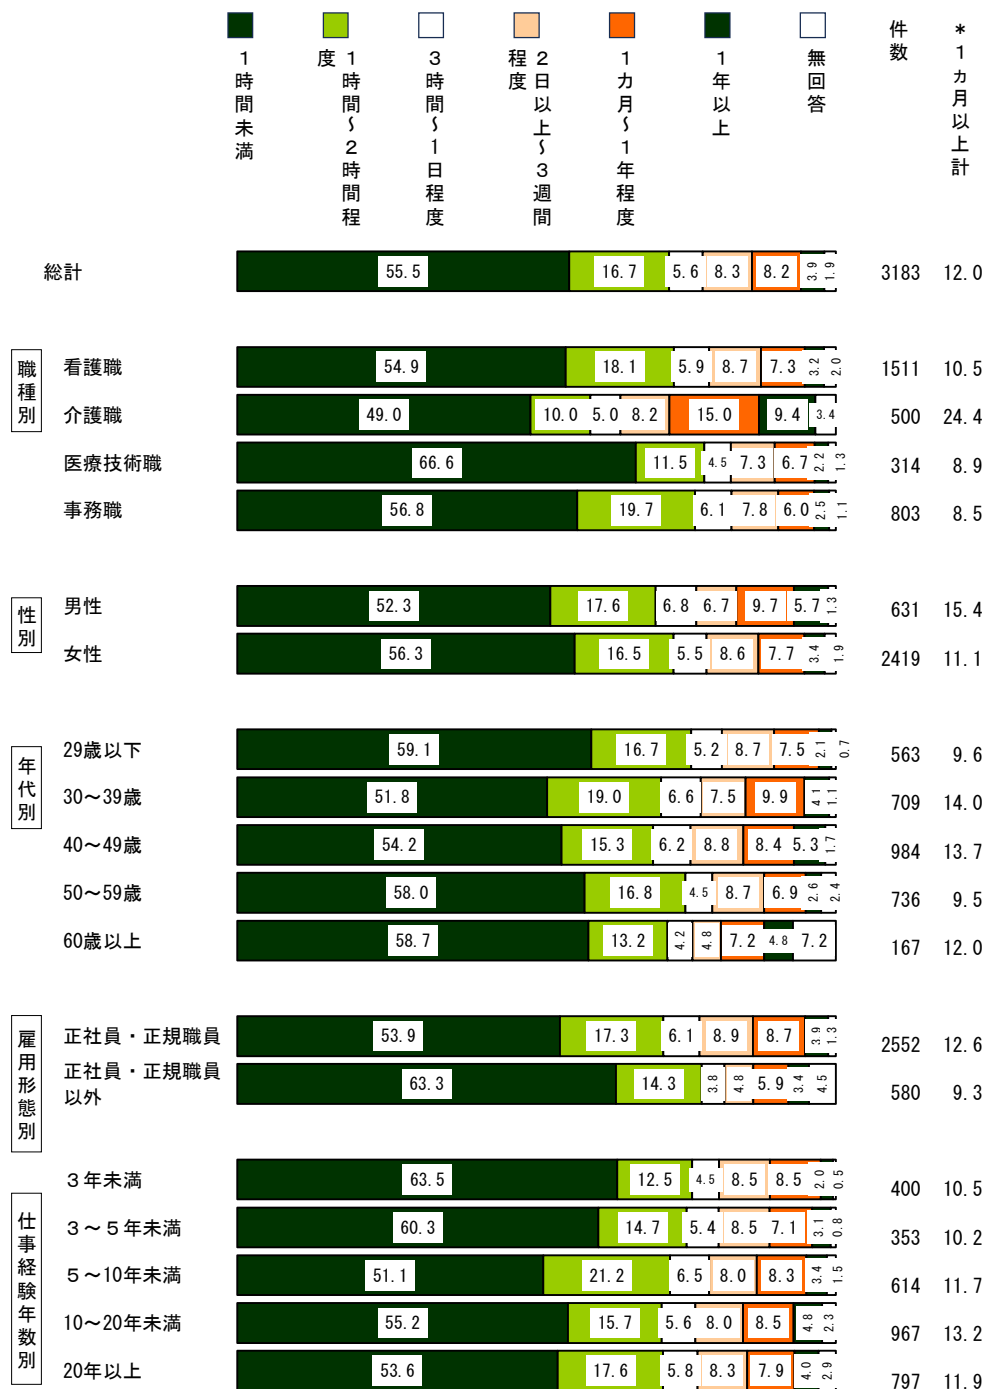 1時間未満
1時間～2時間程度
3時間～1日程度
2日以上～3週間程度
1カ月～1年程度
1年以上
無回答
件数
*1カ月以上計
総計 55.5 16.7 5.6 8.3 8.2 3.9 1.9 3183 12.0
職種別
看護職 54.9 18.1 5.9 8.7 7.3 3.2 2.0 1511 10.5
介護職 49.0 10.0 5.0 8.2 15.0 9.4 3.4 500 24.4
医療技術職 66.6 11.5 4.5 7.3 6.7 2.2 1.3 314 8.9
事務職 56.8 19.7 6.1 7.8 6.0 2.5 1.1 803 8.5
性別
男性 52.3 17.6 6.8 6.7 9.7 5.7 1.3 631 15.4
女性 56.3 16.5 5.5 8.6 7.7 3.4 1.9 2419 11.1
年代別
29歳以下 59.1 16.7 5.2 8.7 7.5 2.1 0.7 563 9.6
30～39歳 51.8 19.0 6.6 7.5 9.9 4.1 1.1 709 14.0
40～49歳 54.2 15.3 6.2 8.8 8.4 5.3 1.7 984 13.7
50～59歳 58.0 16.8 4.5 8.7 6.9 2.6 2.4 736 9.5
60歳以上 58.7 13.2 4.2 4.8 7.2 4.8 7.2 167 12.0
雇用形態別
正社員・正規職員 53.9 17.3 6.1 8.9 8.7 3.9 1.3 2552 12.6
正社員・正規職員
以外 63.3 14.3 3.8 4.8 5.9 3.4 4.5 580 9.3
仕事経験年数別
3年未満 63.5 12.5 4.5 8.5 8.5 2.0 0.5 400 10.5
3～5年未満 60.3 14.7 5.4 8.5 7.1 3.1 0.8 353 10.2
5～10年未満 51.1 21.2 6.5 8.0 8.3 3.4 1.5 614 11.7
10～20年未満 55.2 15.7 5.6 8.0 8.5 4.8 2.3 967 13.2
20年以上 53.6 17.6 5.8 8.3 7.9 4.0 2.9 797 11.9